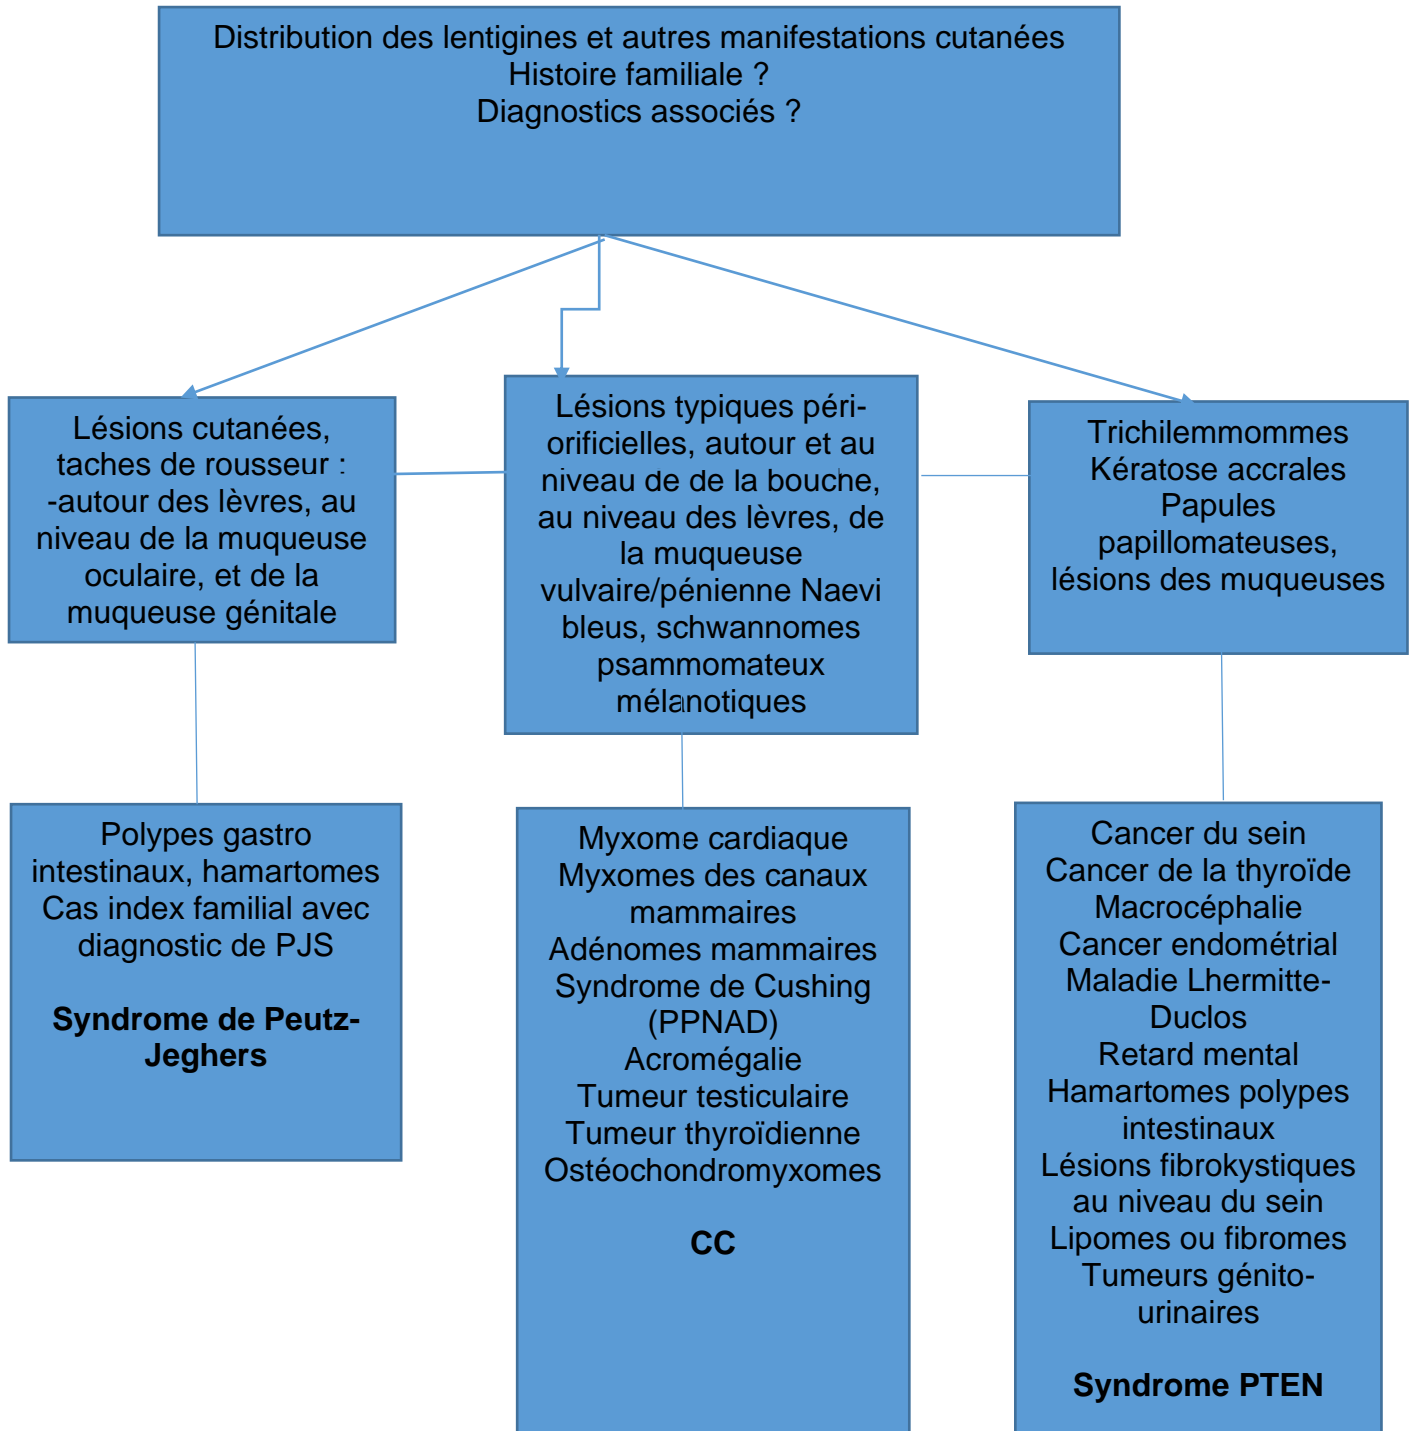 Distribution des lentigines et autres manifestations cutanées
Histoire familiale ?
Diagnostics associés ?
Lésions cutanées,
taches de rousseur :
-autour des lèvres, au
niveau de la muqueuse
oculaire, et de la
muqueuse génitale
Lésions typiques péri-
orificielles, autour et au
niveau de de la bouche,
au niveau des lèvres, de
la muqueuse
vulvaire/pénienne Naevi
bleus, schwannomes
psammomateux
mélanotiques
Trichilemmommes
Kératose accrales
Papules
papillomateuses,
lésions des muqueuses
Polypes gastro
intestinaux, hamartomes
Cas index familial avec
diagnostic de PJS
Syndrome de Peutz-
Jeghers
Myxome cardiaque
Myxomes des canaux
mammaires
Adénomes mammaires
Syndrome de Cushing
(PPNAD)
Acromégalie
Tumeur testiculaire
Tumeur thyroïdienne
Ostéochondromyxomes
CC
Cancer du sein
Cancer de la thyroïde
Macrocéphalie
Cancer endométrial
Maladie Lhermitte-
Duclos
Retard mental
Hamartomes polypes
intestinaux
Lésions fibrokystiques
au niveau du sein
Lipomes ou fibromes
Tumeurs génito-
urinaires
Syndrome PTEN